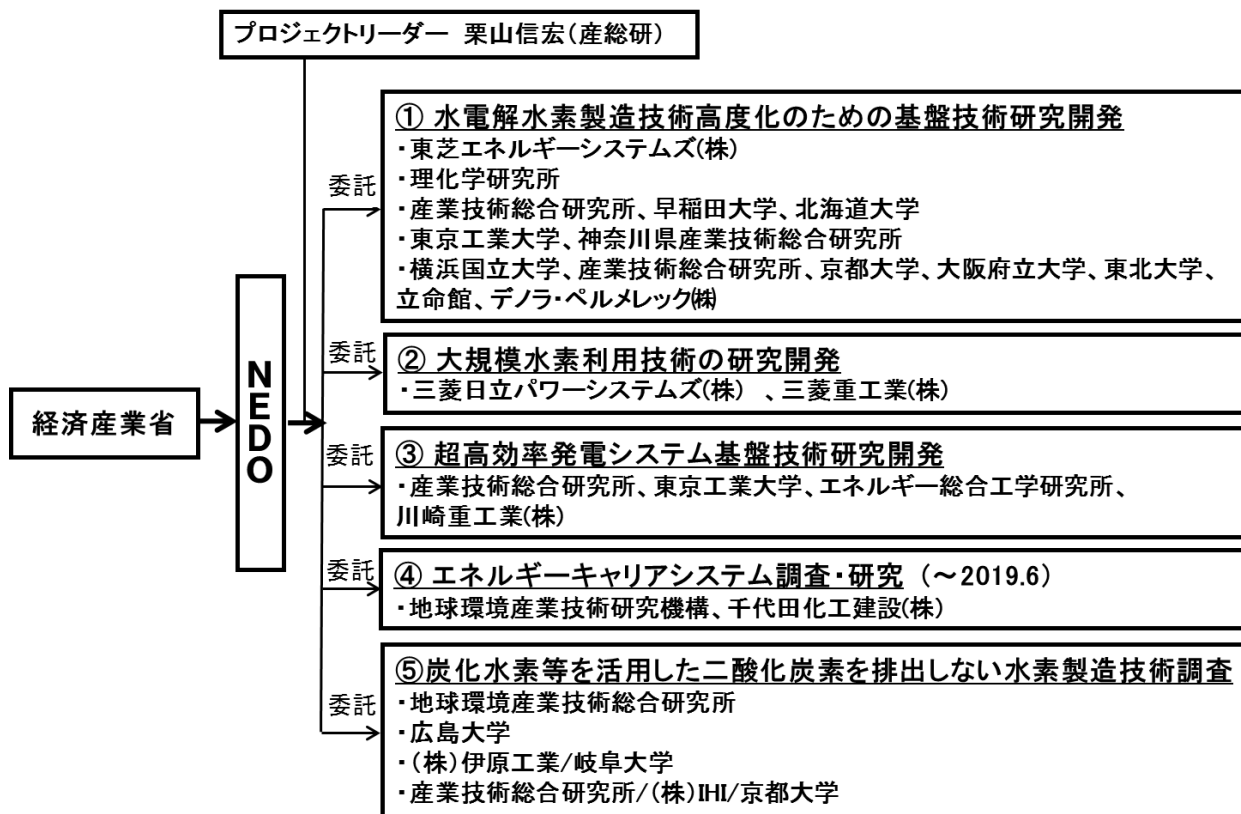 プロジェクトリーダー 栗山信宏(産総研)
経済産業省
NEDO
委託
① 水電解水素製造技術高度化のための基盤技術研究開発
・東芝エネルギーシステムズ(株)
・理化学研究所
・産業技術総合研究所、早稲田大学、北海道大学
・東京工業大学、神奈川県産業技術総合研究所
・横浜国立大学、産業技術総合研究所、京都大学、大阪府立大学、東北大学、
立命館、デノラ・ペルメレック㈱
委託
② 大規模水素利用技術の研究開発
・三菱日立パワーシステムズ(株) 、三菱重工業(株)
委託
③ 超高効率発電システム基盤技術研究開発
・産業技術総合研究所、東京工業大学、エネルギー総合工学研究所、
川崎重工業(株)
委託
④ エネルギーキャリアシステム調査・研究 (~2019.6)
・地球環境産業技術研究機構、千代田化工建設(株)
委託
⑤炭化水素等を活用した二酸化炭素を排出しない水素製造技術調査
・地球環境産業技術総合研究所
・広島大学
・(株)伊原工業/岐阜大学
・産業技術総合研究所/(株)IHI/京都大学